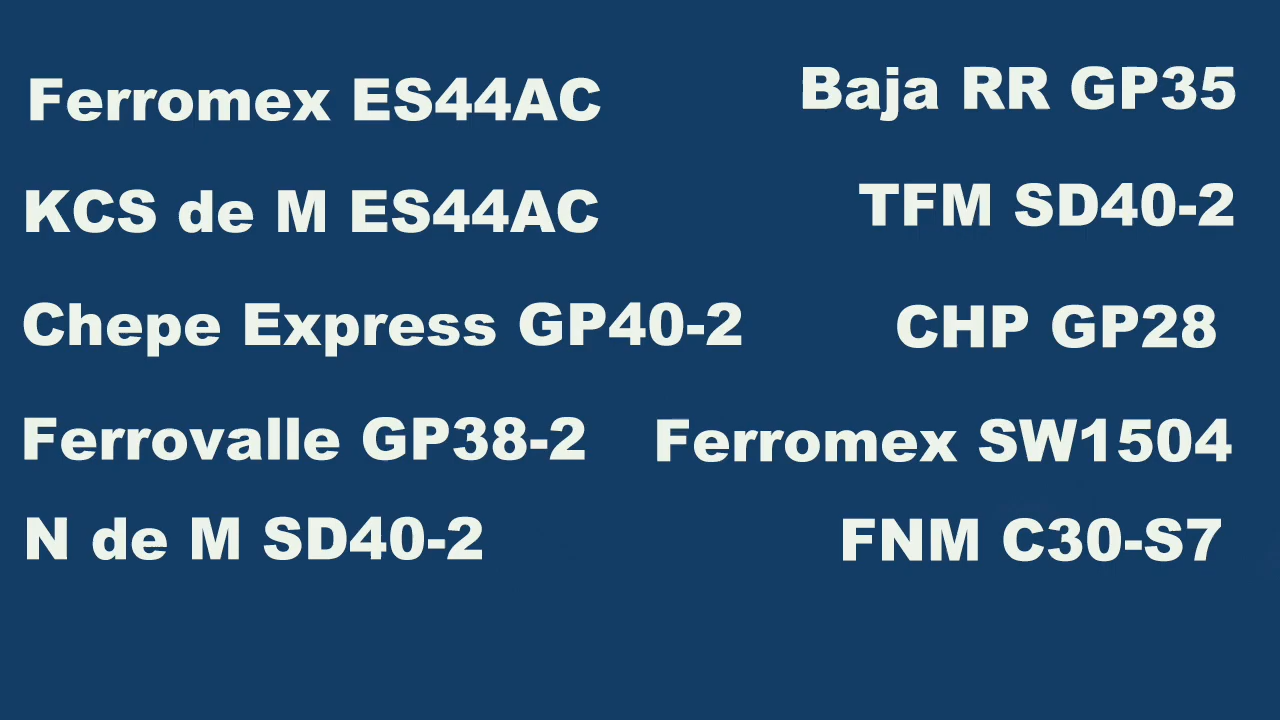 Ferromex ES44AC
KCS de M ES44AC
Chepe Express GP40-2
Ferrovalle GP38-2
N de M SD40-2
Baja RR GP35
TFM SD40-2
CHP GP28
Ferromex SW1504
FNM C30-S7